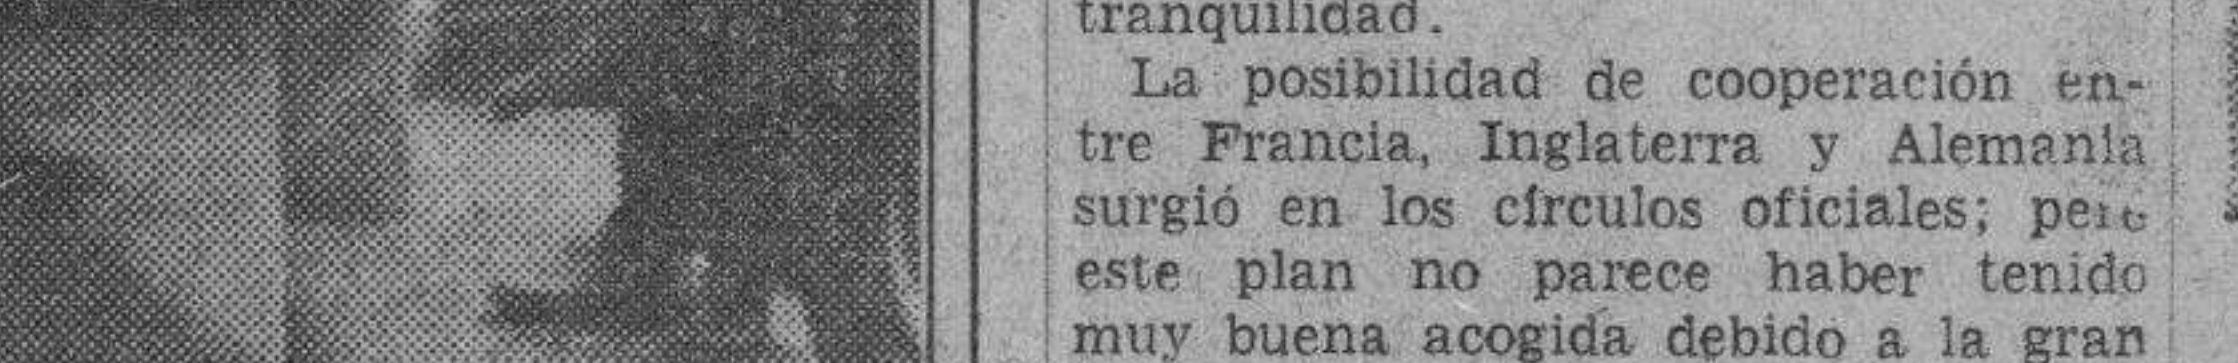 tranquilidad.
La posibilidad de cooperación en-
tre Francia, Inglaterra y Alemania
surgió en los círculos oficiales; pero
este plan no parece haber tenido
muy buena acogida debido a la gran